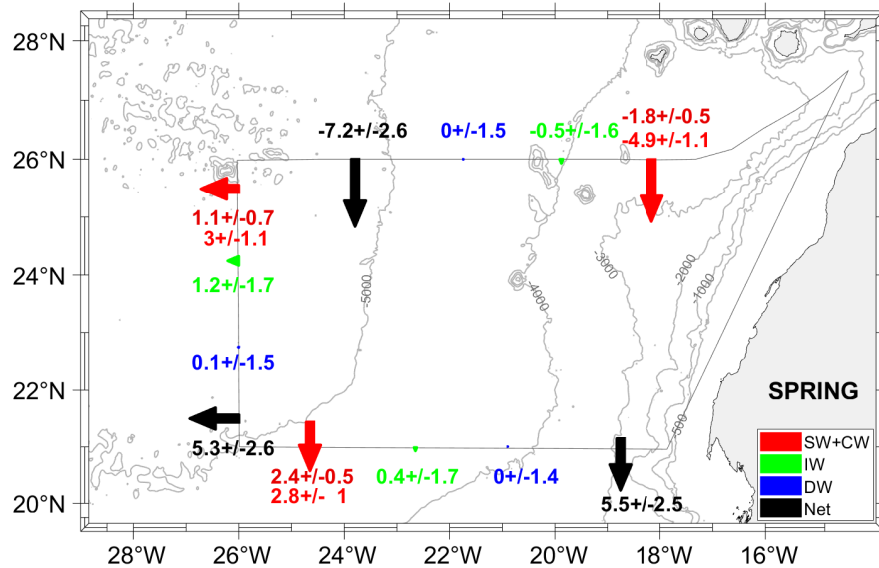 28°N
26°N
24°N
22°N
20°N
-7.2+/-2.6
0+/-1.5
-0.5+/-1.6
-1.8+/-0.5
-4.9+/-1.1
1.1+/-0.7
3+/-1.1
1.2+/-1.7
0.1+/-1.5
5.3+/-2.6
2.4+/-0.5
2.8+/- 1
0.4+/-1.7
0+/-1.4
5.5+/-2.5
-5000
-4000
-3000
-2000
-1000
-500
SPRING
SW+CW
IW
DW
Net
28°W
26°W
24°W
22°W
20°W
18°W
16°W